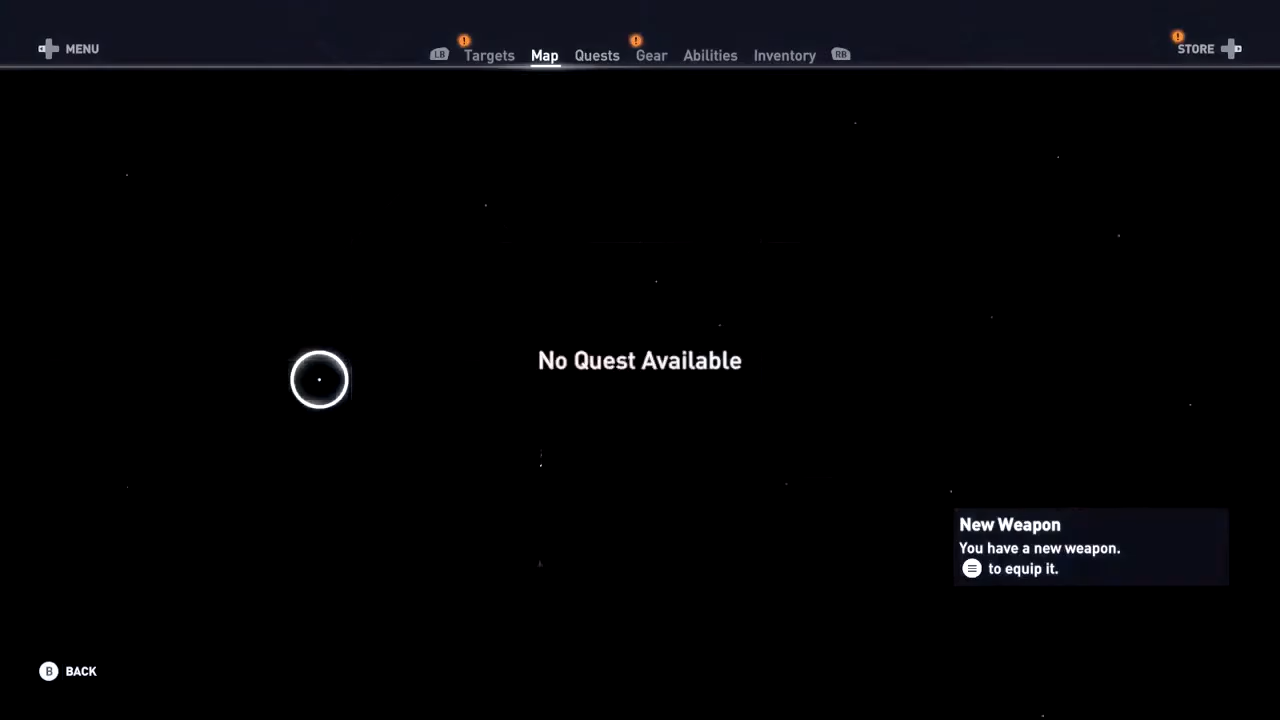 MENU
LB Targets Map Quests Gear Abilities Inventory RB
STORE
No Quest Available
New Weapon
You have a new weapon.
to equip it.
B BACK